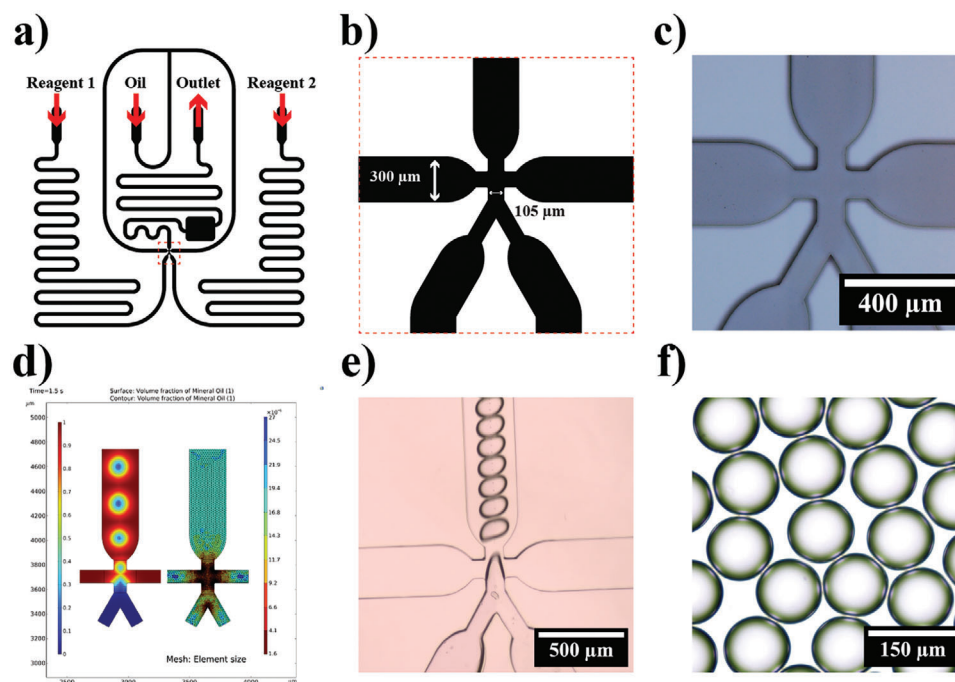 a)
Reagent 1
Oil
Outlet
Reagent 2
b)
300 µm
105 µm
c)
400 µm
d)
Time=1.5 s
Surface: Volume fraction of Mineral Oil (1)
Contour: Volume fraction of Mineral Oil (1)
µm
5000
4800
4600
4400
4200
4000
3800
3600
3400
3200
3000
2800
1
0.9
0.8
0.7
0.6
0.5
0.4
0.3
0.2
0.1
0
27
24.5
21.9
19.4
16.8
14.3
11.7
9.2
6.6
4.1
1.6
Mesh: Element size
e)
500 µm
f)
150 µm